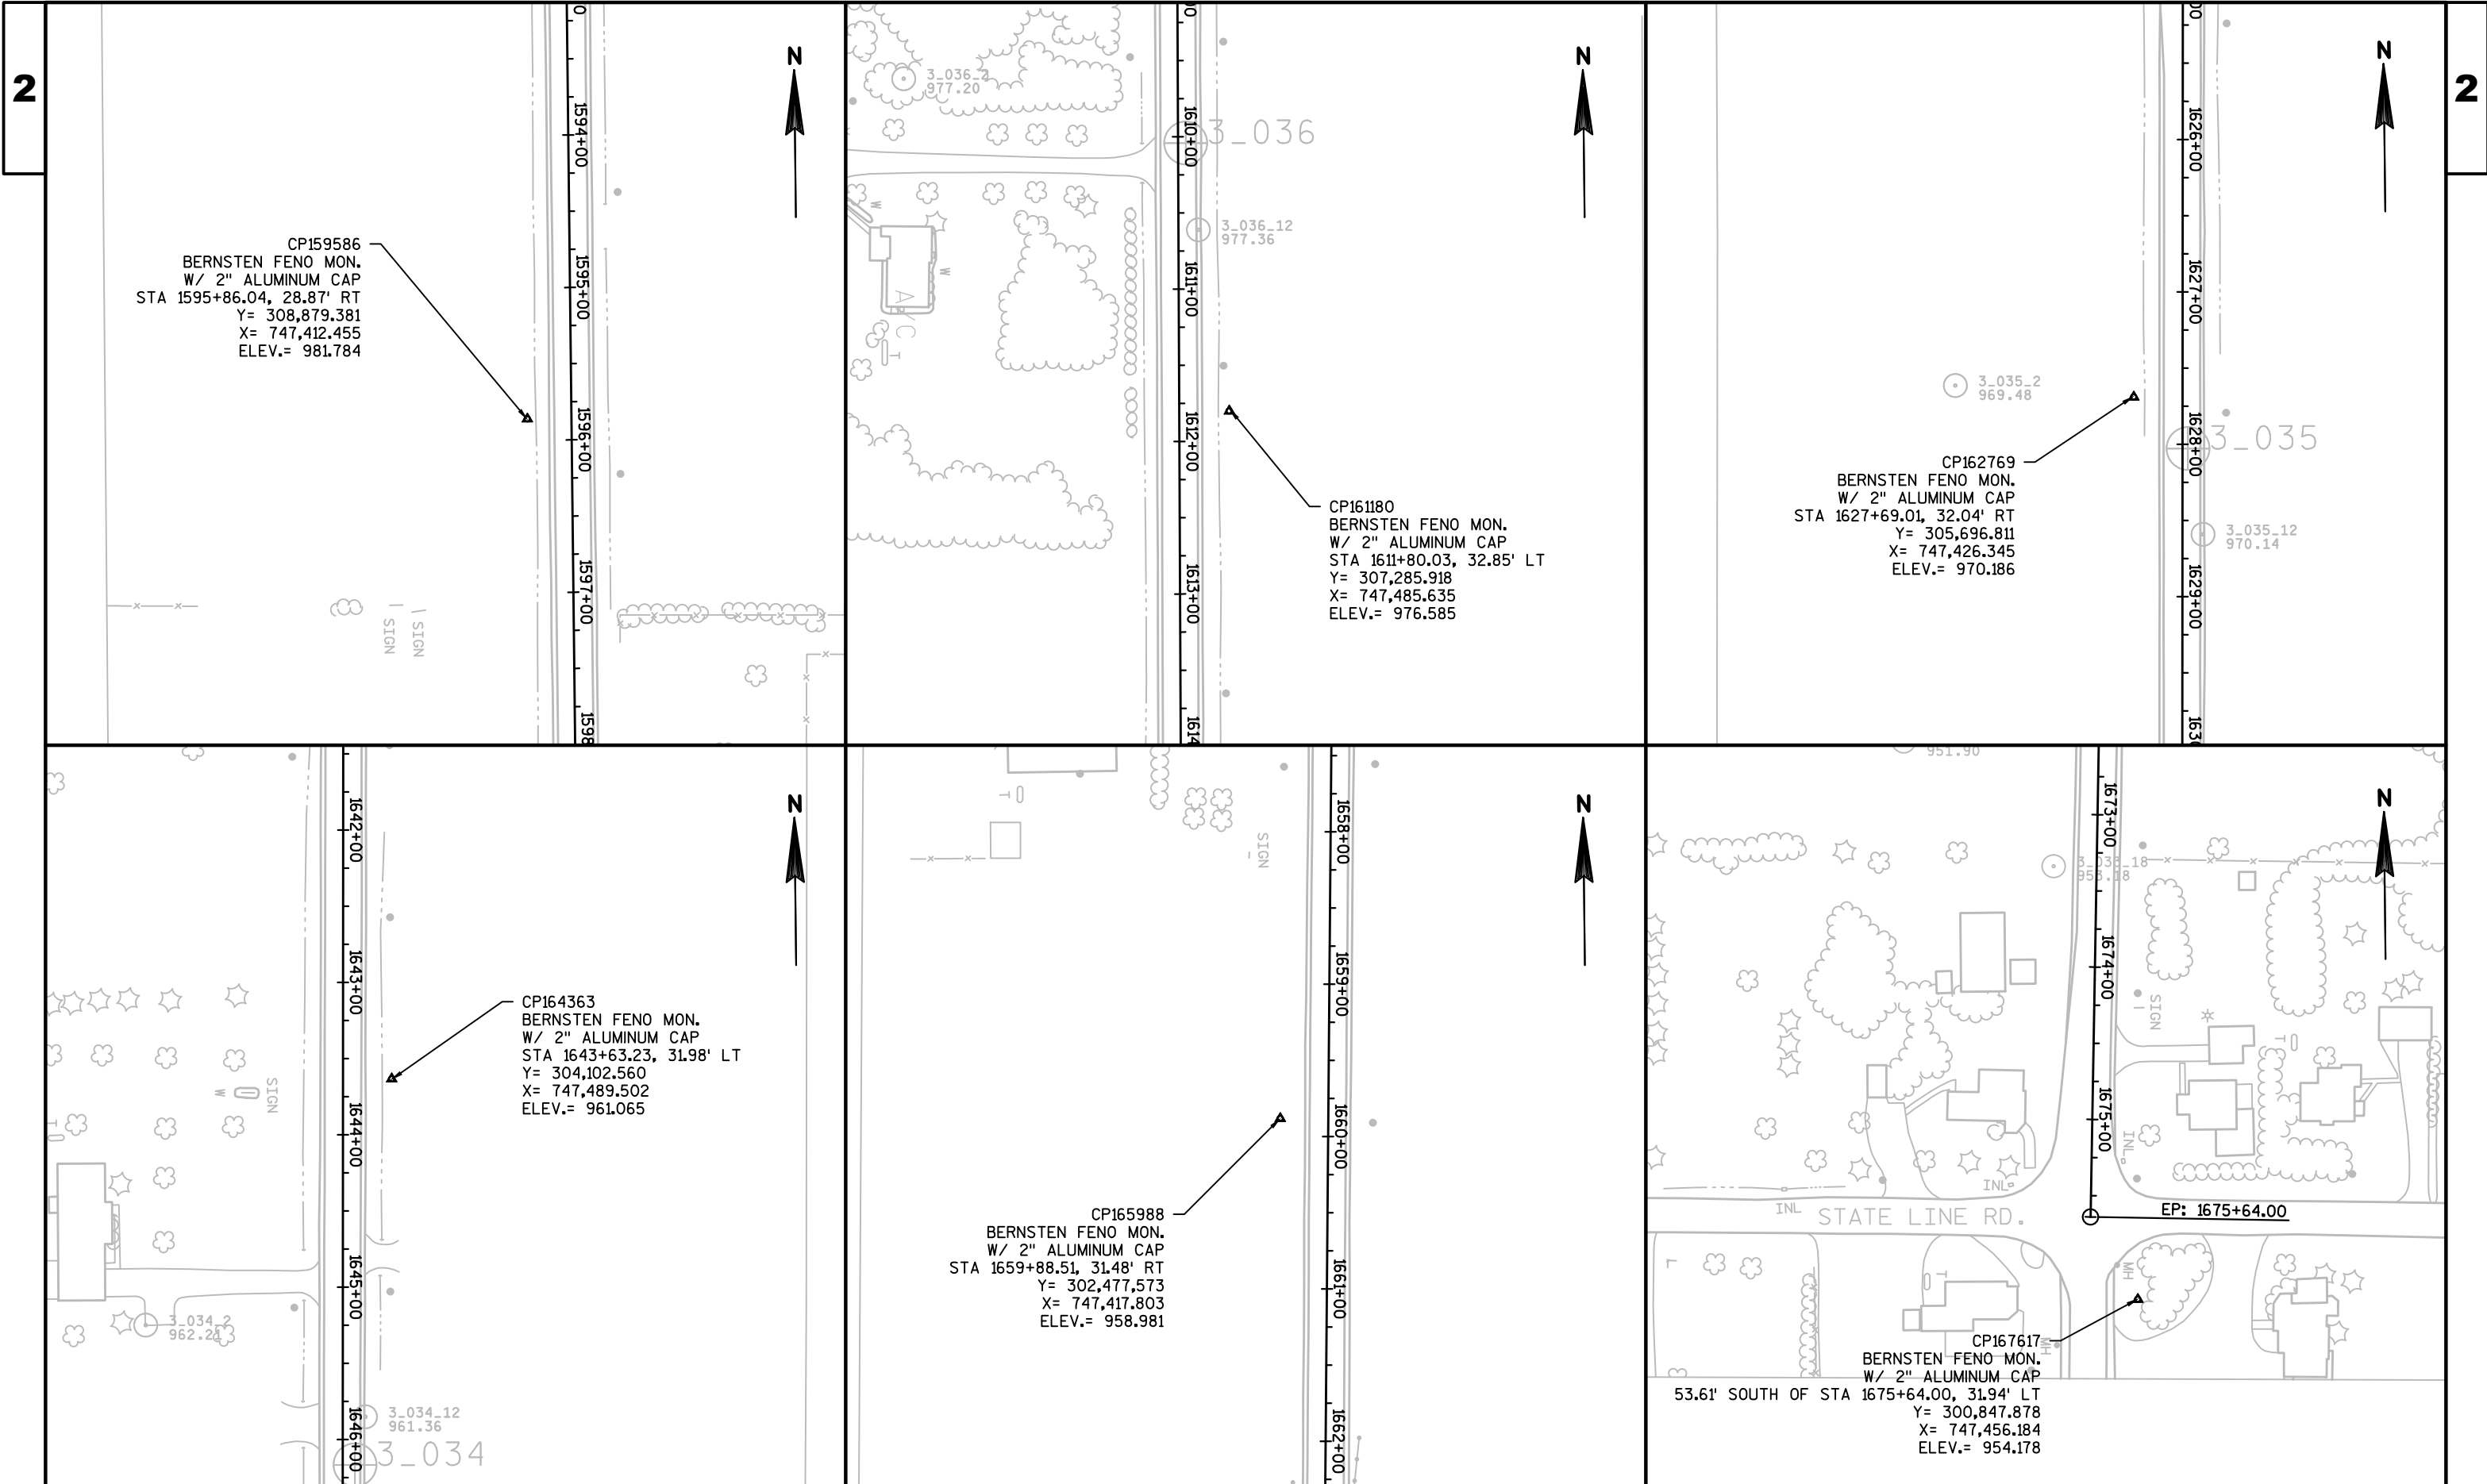 2
2
N
1594+00
1595+00
1596+00
1597+00
1598
CP159586
BERNSTEN FENO MON.
W/ 2" ALUMINUM CAP
STA 1595+86.04, 28.87' RT
Y= 308,879.381
X= 747,412.455
ELEV.= 981.784
SIGN
SIGN
N
3_036_2
977.20
1610+00
3_036
3_036_12
977.36
W
W
A/C
T
1611+00
1612+00
1613+00
1614
CP161180
BERNSTEN FENO MON.
W/ 2" ALUMINUM CAP
STA 1611+80.03, 32.85' LT
Y= 307,285.918
X= 747,485.635
ELEV.= 976.585
N
1626+00
1627+00
3_035_2
969.48
1628+00
3_035
CP162769
BERNSTEN FENO MON.
W/ 2" ALUMINUM CAP
STA 1627+69.01, 32.04' RT
Y= 305,696.811
X= 747,426.345
ELEV.= 970.186
3_035_12
970.14
1629+00
N
1642+00
1643+00
CP164363
BERNSTEN FENO MON.
W/ 2" ALUMINUM CAP
STA 1643+63.23, 31.98' LT
Y= 304,102.560
X= 747,489.502
ELEV.= 961.065
SIGN
W
T
1644+00
1645+00
3_034_2
962.21
3_034_12
961.36
1646+00
3_034
N
T
SIGN
1658+00
1659+00
1660+00
CP165988
BERNSTEN FENO MON.
W/ 2" ALUMINUM CAP
STA 1659+88.51, 31.48' RT
Y= 302,477,573
X= 747,417.803
ELEV.= 958.981
1661+00
1662+00
951.90
N
1673+00
3_033_18
953.18
1674+00
SIGN
T
1675+00
INL
INL
INL
STATE LINE RD.
EP: 1675+64.00
MH
T
MH
CP167617
BERNSTEN FENO MON.
W/ 2" ALUMINUM CAP
53.61' SOUTH OF STA 1675+64.00, 31.94' LT
Y= 300,847.878
X= 747,456.184
ELEV.= 954.178